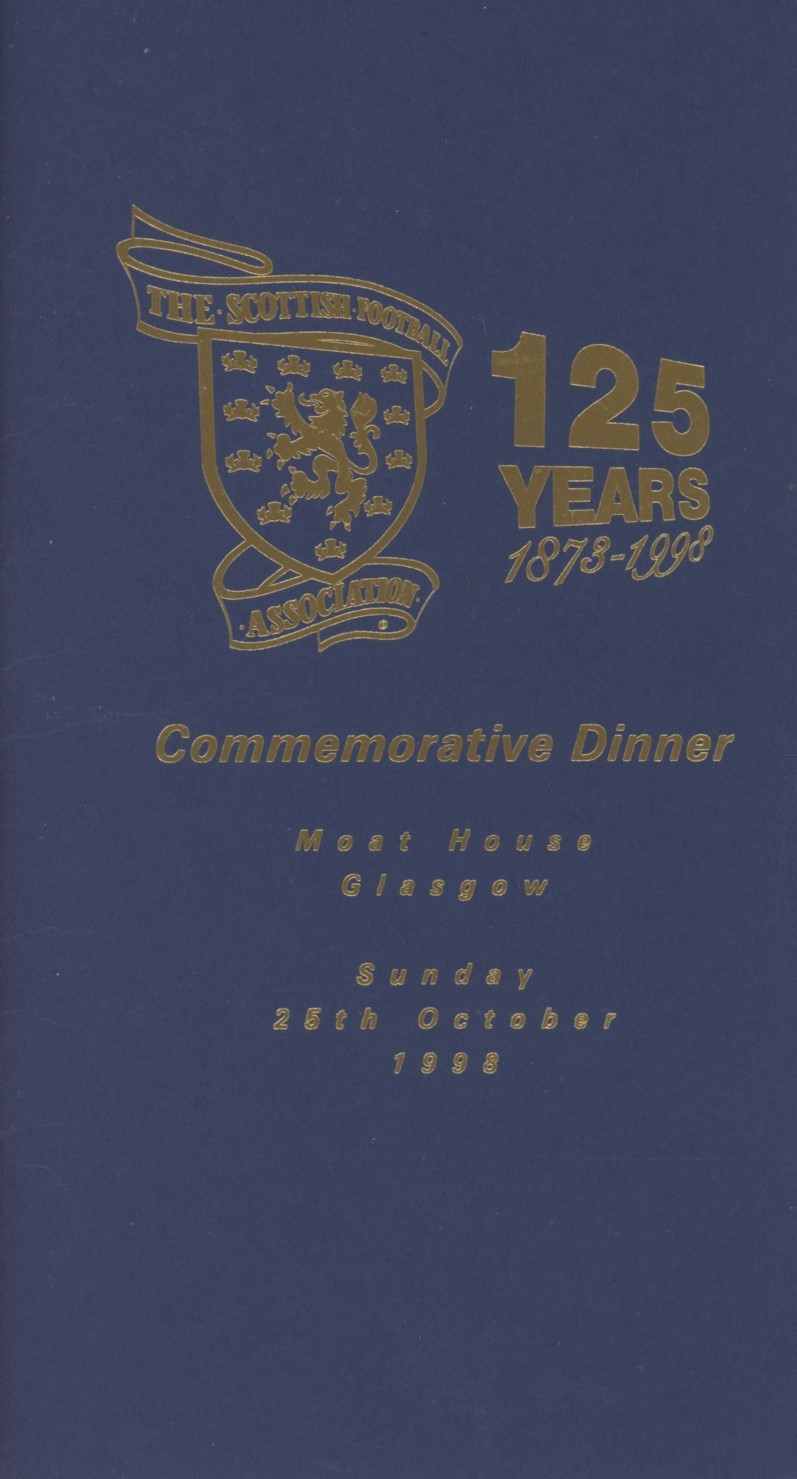 THE · SCOTTISH · FOOTBALL
· ASSOCIATION ·
125
YEARS
1873-1998
Commemorative Dinner
Moat House
Glasgow
Sunday
25th October
1998